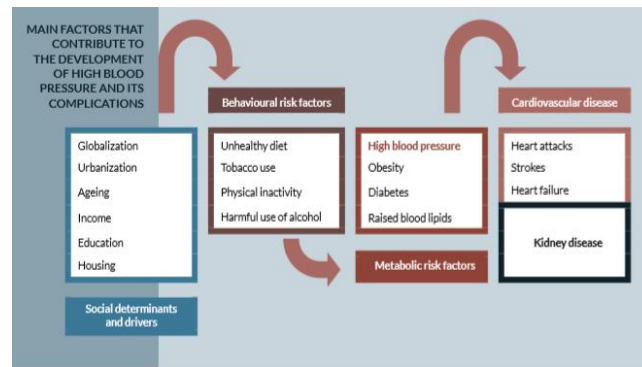 MAIN FACTORS THAT
CONTRIBUTE TO
THE DEVELOPMENT
OF HIGH BLOOD
PRESSURE AND ITS
COMPLICATIONS
Globalization
Urbanization
Ageing
Income
Education
Housing
Social determinants
and drivers
Behavioural risk factors
Unhealthy diet
Tobacco use
Physical inactivity
Harmful use of alcohol
High blood pressure
Obesity
Diabetes
Raised blood lipids
Metabolic risk factors
Cardiovascular disease
Heart attacks
Strokes
Heart failure
Kidney disease